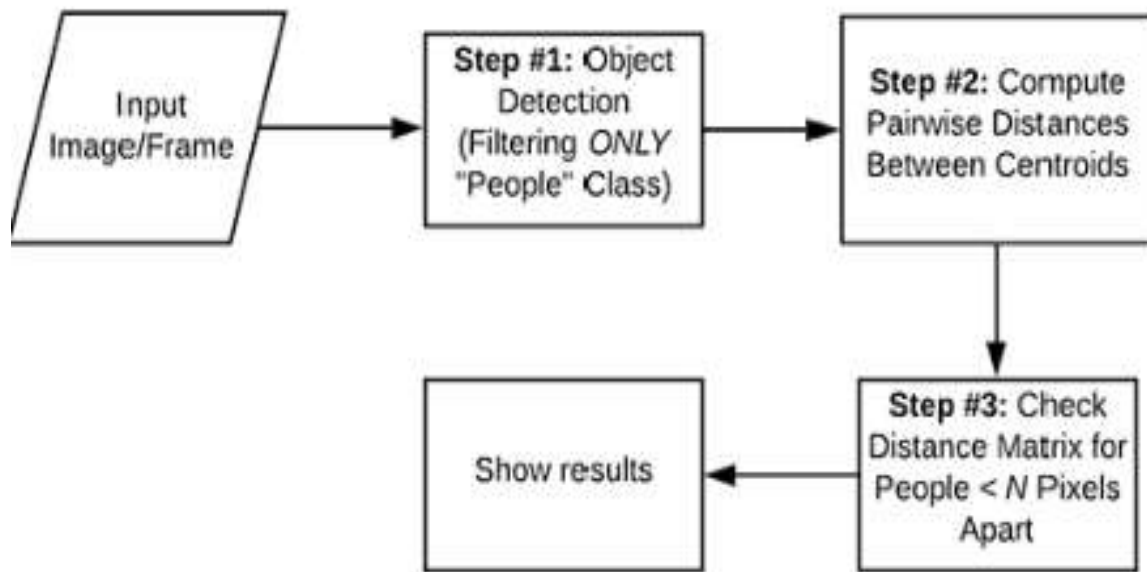 Input
Image/Frame
Step #1: Object
Detection
(Filtering ONLY
"People" Class)
Step #2: Compute
Pairwise Distances
Between Centroids
Step #3: Check
Distance Matrix for
People < N Pixels
Apart
Show results